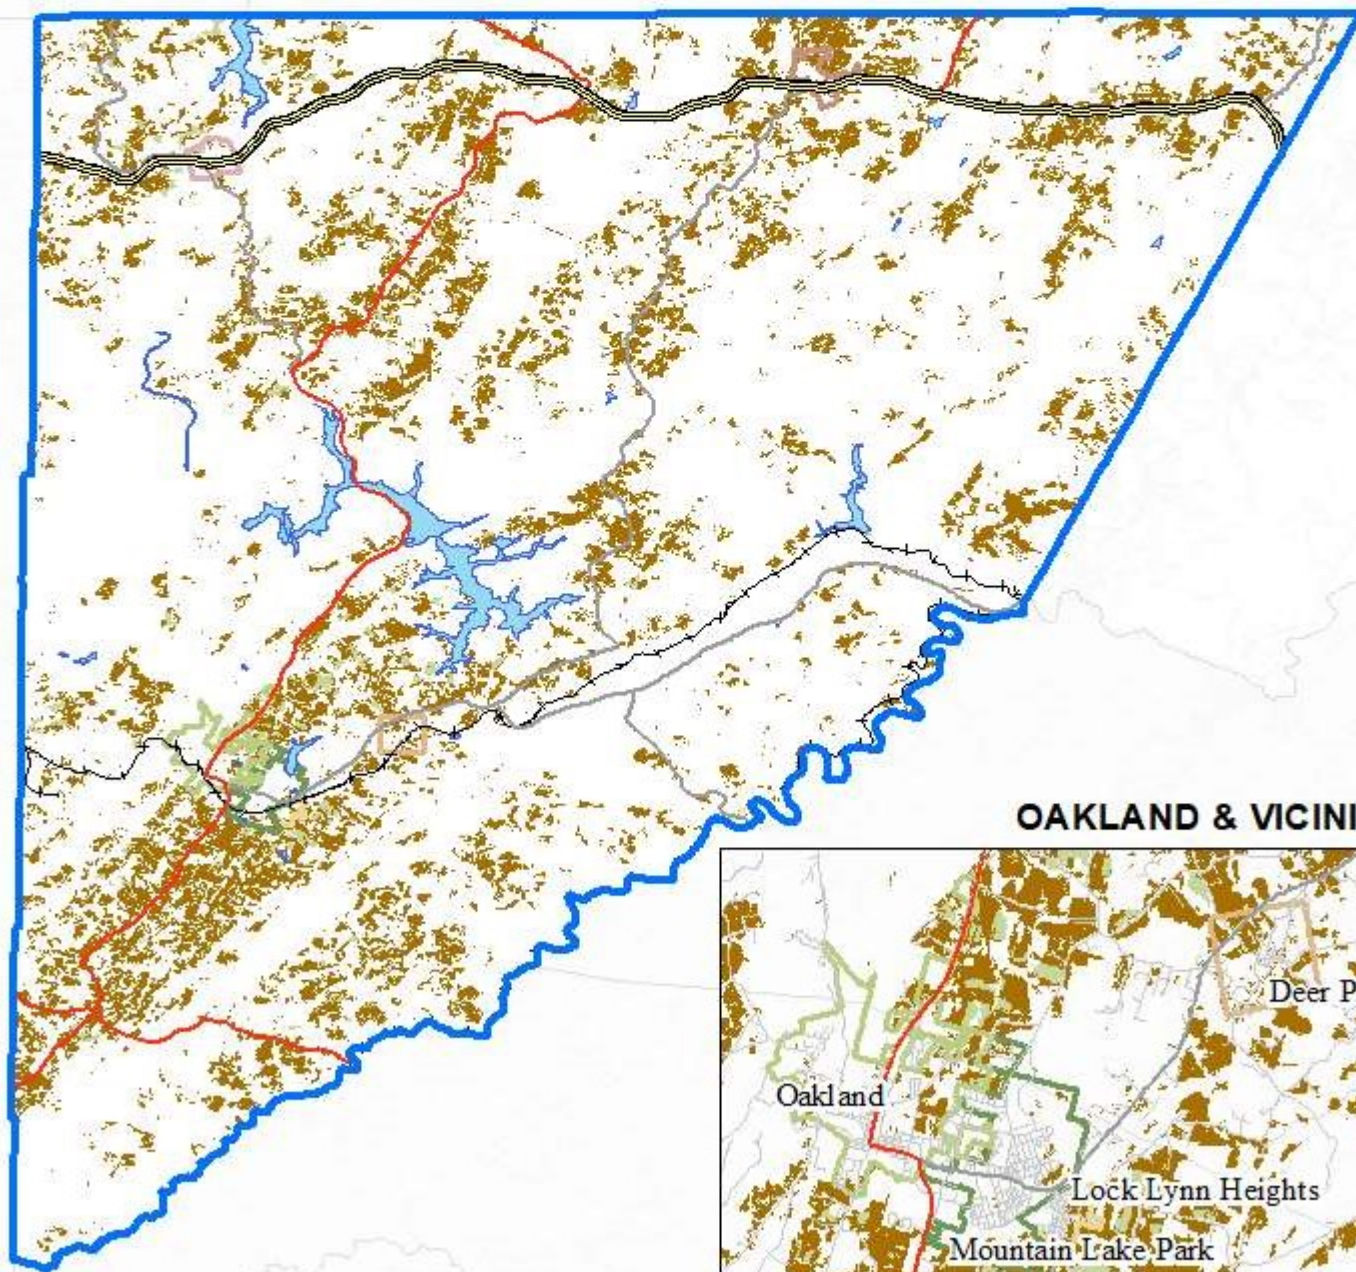 OAKLAND & VICINI
Deer P
Oakland
Lock Lynn Heights
Mountain Lake Park